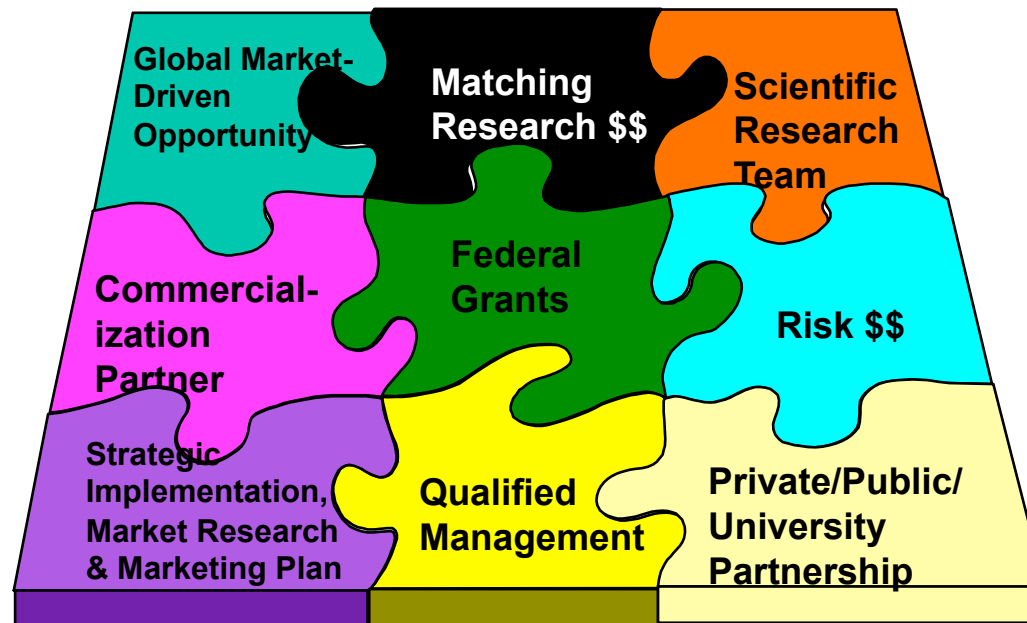 Global Market-
Driven
Opportunity
Matching
Research $$
Scientific
Research
Team
Commercial-
ization
Partner
Federal
Grants
Risk $$
Strategic
Implementation,
Market Research
& Marketing Plan
Qualified
Management
Private/Public/
University
Partnership